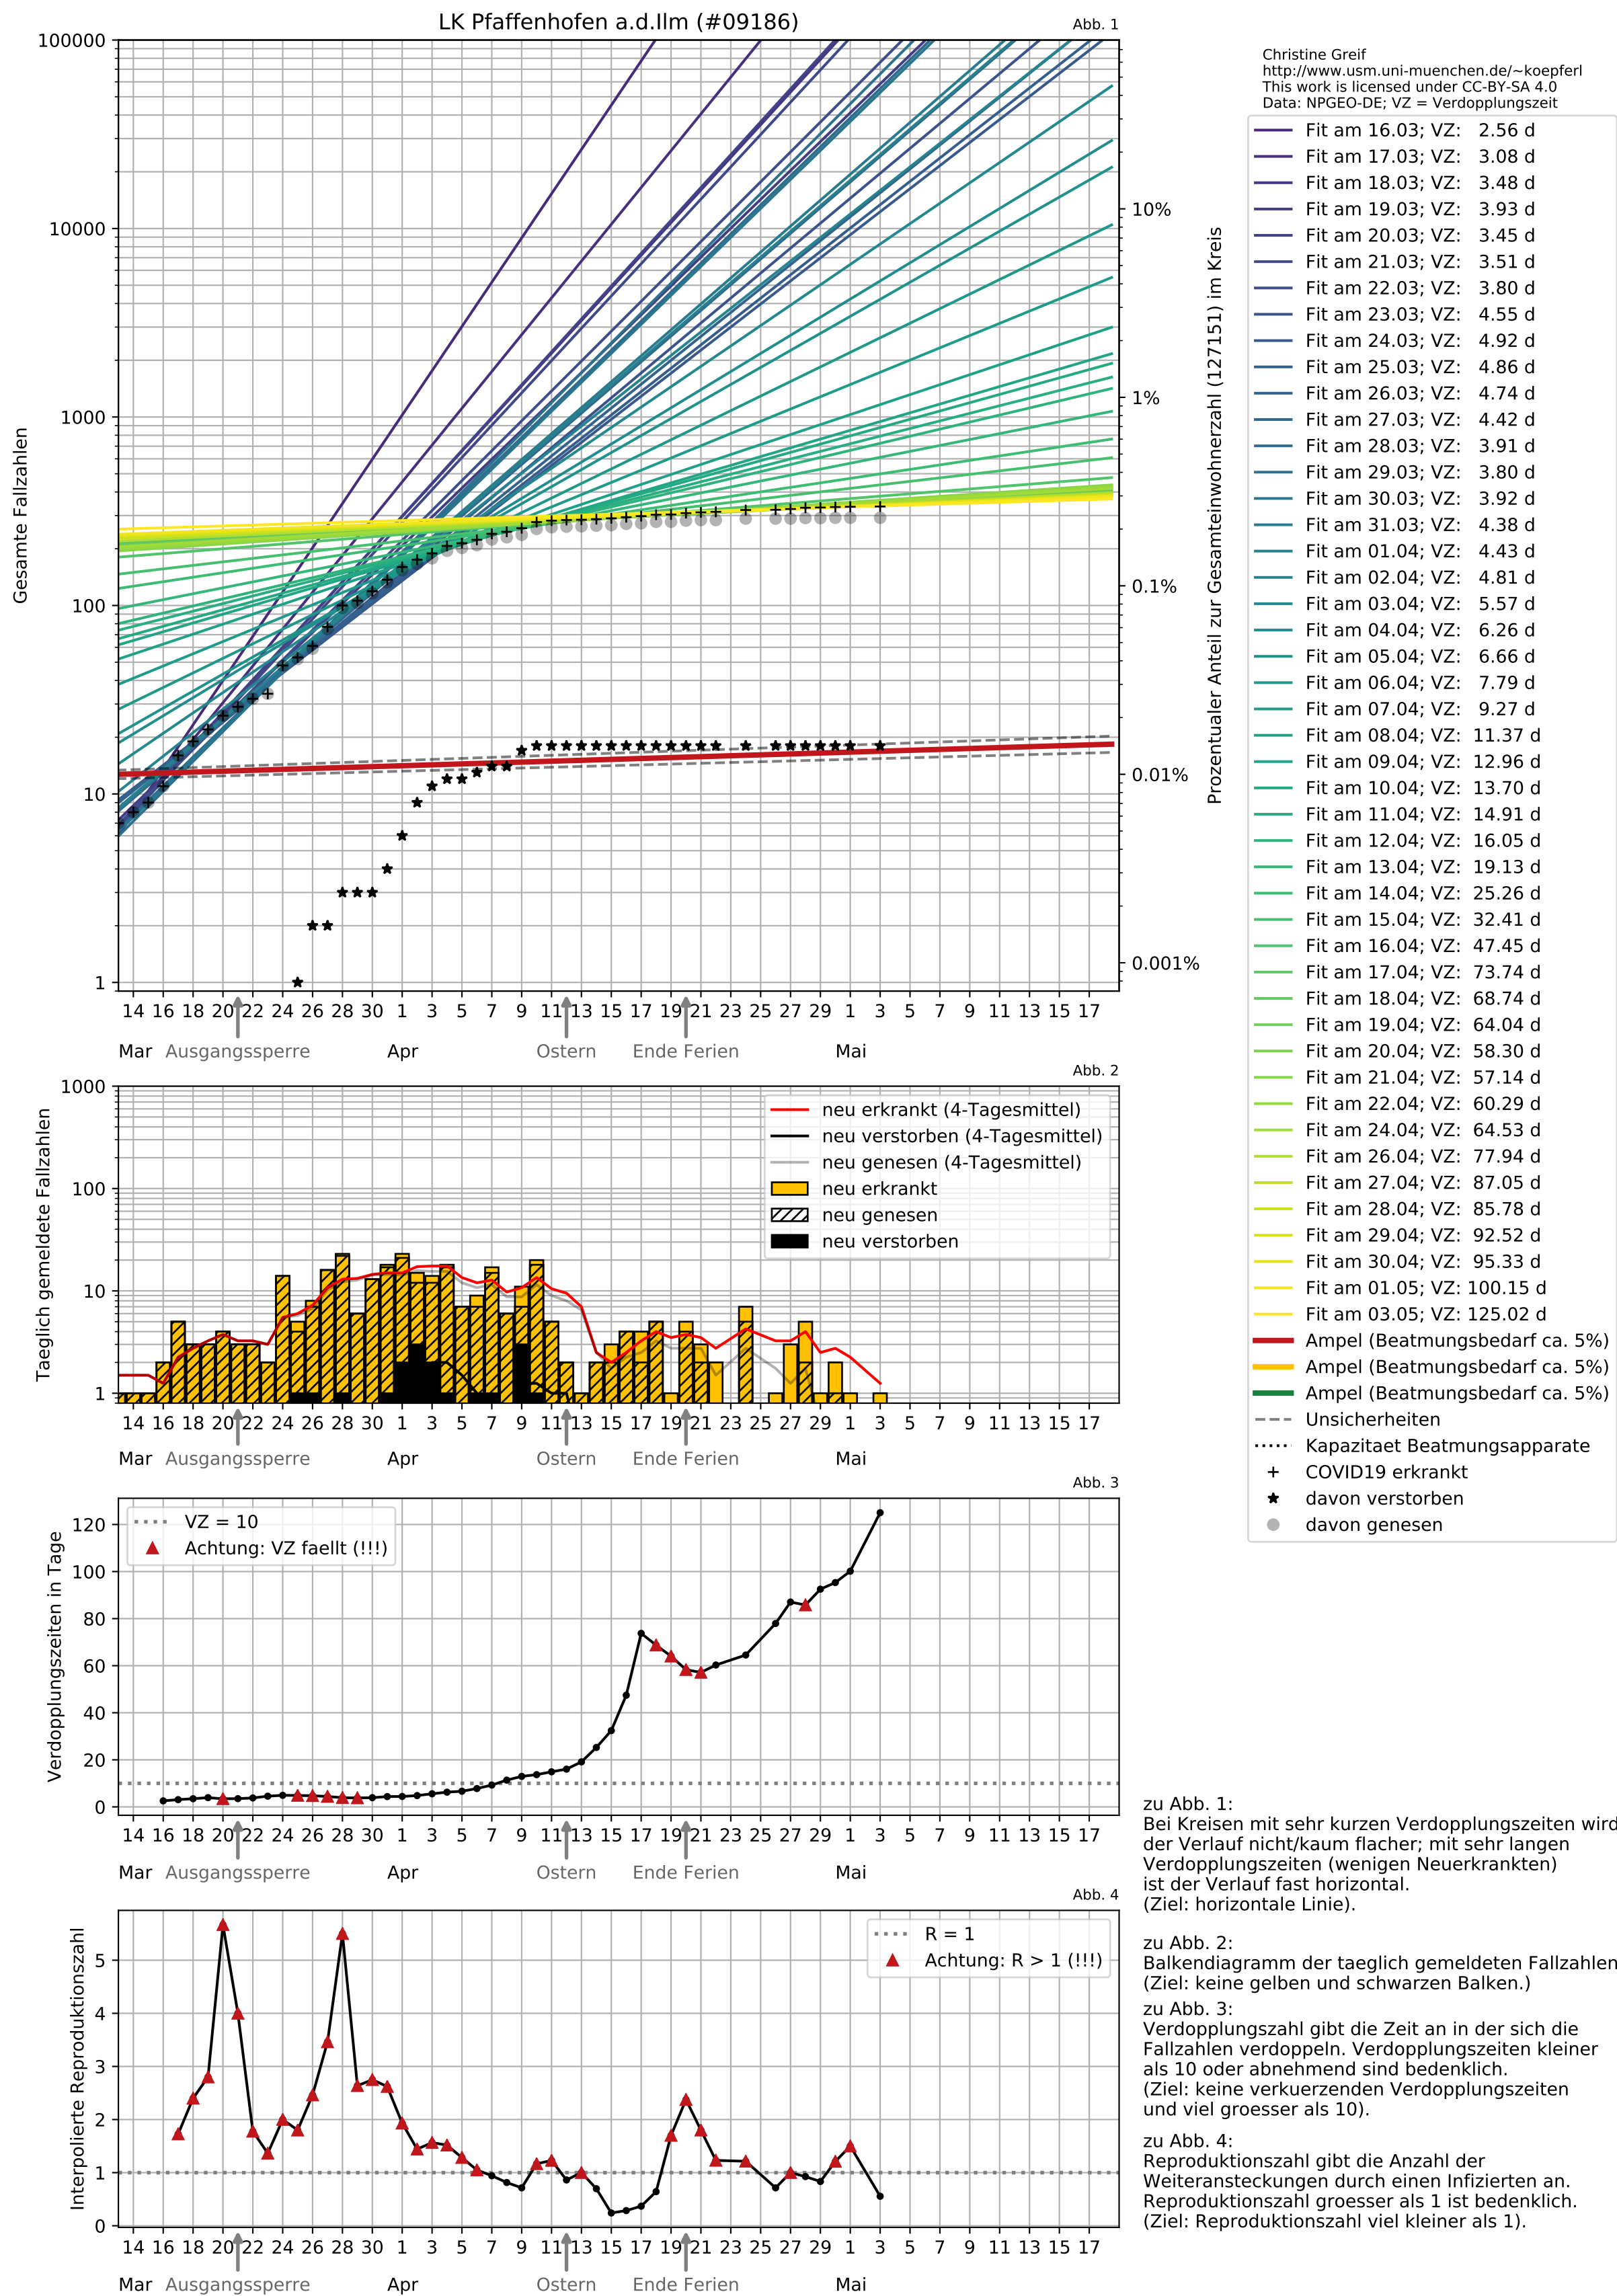 LK Pfaffenhofen a.d.Ilm (#09186)
Abb. 1
Christine Greif
http://www.usm.uni-muenchen.de/~koepferl
This work is licensed under CC-BY-SA 4.0
Data: NPGEO-DE; VZ = Verdopplungszeit
Gesamte Fallzahlen
100000
10000
1000
100
10
1
Prozentualer Anteil zur Gesamteinwohnerzahl (127151) im Kreis
10%
1%
0.1%
0.01%
0.001%
14 16 18 20 22 24 26 28 30 1 3 5 7 9 11 13 15 17 19 21 23 25 27 29 1 3 5 7 9 11 13 15 17
Mar Ausgangssperre Apr Ostern Ende Ferien Mai
Fit am 16.03; VZ: 2.56 d
Fit am 17.03; VZ: 3.08 d
Fit am 18.03; VZ: 3.48 d
Fit am 19.03; VZ: 3.93 d
Fit am 20.03; VZ: 3.45 d
Fit am 21.03; VZ: 3.51 d
Fit am 22.03; VZ: 3.80 d
Fit am 23.03; VZ: 4.55 d
Fit am 24.03; VZ: 4.92 d
Fit am 25.03; VZ: 4.86 d
Fit am 26.03; VZ: 4.74 d
Fit am 27.03; VZ: 4.42 d
Fit am 28.03; VZ: 3.91 d
Fit am 29.03; VZ: 3.80 d
Fit am 30.03; VZ: 3.92 d
Fit am 31.03; VZ: 4.38 d
Fit am 01.04; VZ: 4.43 d
Fit am 02.04; VZ: 4.81 d
Fit am 03.04; VZ: 5.57 d
Fit am 04.04; VZ: 6.26 d
Fit am 05.04; VZ: 6.66 d
Fit am 06.04; VZ: 7.79 d
Fit am 07.04; VZ: 9.27 d
Fit am 08.04; VZ: 11.37 d
Fit am 09.04; VZ: 12.96 d
Fit am 10.04; VZ: 13.70 d
Fit am 11.04; VZ: 14.91 d
Fit am 12.04; VZ: 16.05 d
Fit am 13.04; VZ: 19.13 d
Fit am 14.04; VZ: 25.26 d
Fit am 15.04; VZ: 32.41 d
Fit am 16.04; VZ: 47.45 d
Fit am 17.04; VZ: 73.74 d
Fit am 18.04; VZ: 68.74 d
Fit am 19.04; VZ: 64.04 d
Fit am 20.04; VZ: 58.30 d
Fit am 21.04; VZ: 57.14 d
Fit am 22.04; VZ: 60.29 d
Fit am 24.04; VZ: 64.53 d
Fit am 26.04; VZ: 77.94 d
Fit am 27.04; VZ: 87.05 d
Fit am 28.04; VZ: 85.78 d
Fit am 29.04; VZ: 92.52 d
Fit am 30.04; VZ: 95.33 d
Fit am 01.05; VZ: 100.15 d
Fit am 03.05; VZ: 125.02 d
Ampel (Beatmungsbedarf ca. 5%)
Ampel (Beatmungsbedarf ca. 5%)
Ampel (Beatmungsbedarf ca. 5%)
Unsicherheiten
Kapazitaet Beatmungsapparate
COVID19 erkrankt
davon verstorben
davon genesen
Abb. 2
Taeglich gemeldete Fallzahlen
1000
100
10
1
neu erkrankt (4-Tagesmittel)
neu verstorben (4-Tagesmittel)
neu genesen (4-Tagesmittel)
neu erkrankt
neu genesen
neu verstorben
14 16 18 20 22 24 26 28 30 1 3 5 7 9 11 13 15 17 19 21 23 25 27 29 1 3 5 7 9 11 13 15 17
Mar Ausgangssperre Apr Ostern Ende Ferien Mai
Abb. 3
Verdopplungszeiten in Tage
120
100
80
60
40
20
0
VZ = 10
Achtung: VZ faellt (!!!)
14 16 18 20 22 24 26 28 30 1 3 5 7 9 11 13 15 17 19 21 23 25 27 29 1 3 5 7 9 11 13 15 17
Mar Ausgangssperre Apr Ostern Ende Ferien Mai
Abb. 4
Interpolierte Reproduktionszahl
5
4
3
2
1
0
R = 1
Achtung: R > 1 (!!!)
14 16 18 20 22 24 26 28 30 1 3 5 7 9 11 13 15 17 19 21 23 25 27 29 1 3 5 7 9 11 13 15 17
Mar Ausgangssperre Apr Ostern Ende Ferien Mai
zu Abb. 1:
Bei Kreisen mit sehr kurzen Verdopplungszeiten wird
der Verlauf nicht/kaum flacher; mit sehr langen
Verdopplungszeiten (wenigen Neuerkrankten)
ist der Verlauf fast horizontal.
(Ziel: horizontale Linie).
zu Abb. 2:
Balkendiagramm der taeglich gemeldeten Fallzahlen
(Ziel: keine gelben und schwarzen Balken.)
zu Abb. 3:
Verdopplungszahl gibt die Zeit an in der sich die
Fallzahlen verdoppeln. Verdopplungszeiten kleiner
als 10 oder abnehmend sind bedenklich.
(Ziel: keine verkuerzenden Verdopplungszeiten
und viel groesser als 10).
zu Abb. 4:
Reproduktionszahl gibt die Anzahl der
Weiteransteckungen durch einen Infizierten an.
Reproduktionszahl groesser als 1 ist bedenklich.
(Ziel: Reproduktionszahl viel kleiner als 1).